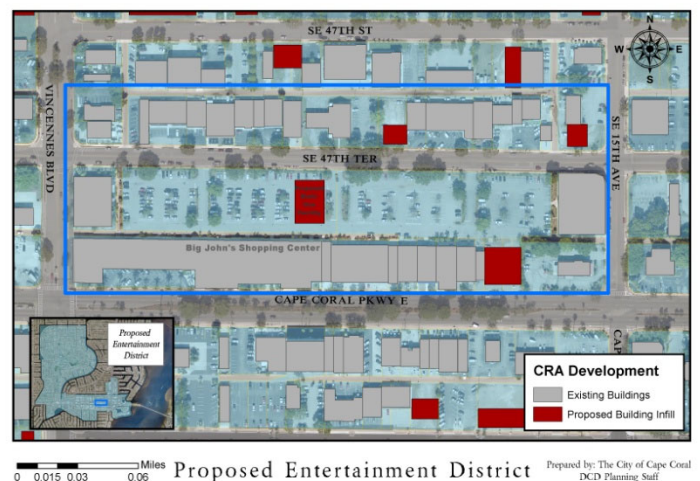 SE 47TH ST
N
W
E
S
VINCENNES BLVD
SE 47TH TER
SE 15TH AVE
Big John's Shopping Center
CAPE CORAL PKWY E
CAP
Proposed
Entertainment
District
CRA Development
Existing Buildings
Proposed Building Infill
Miles
0 0.015 0.03 0.06
Proposed Entertainment District
Prepared by: The City of Cape Coral
DCD Planning Staff